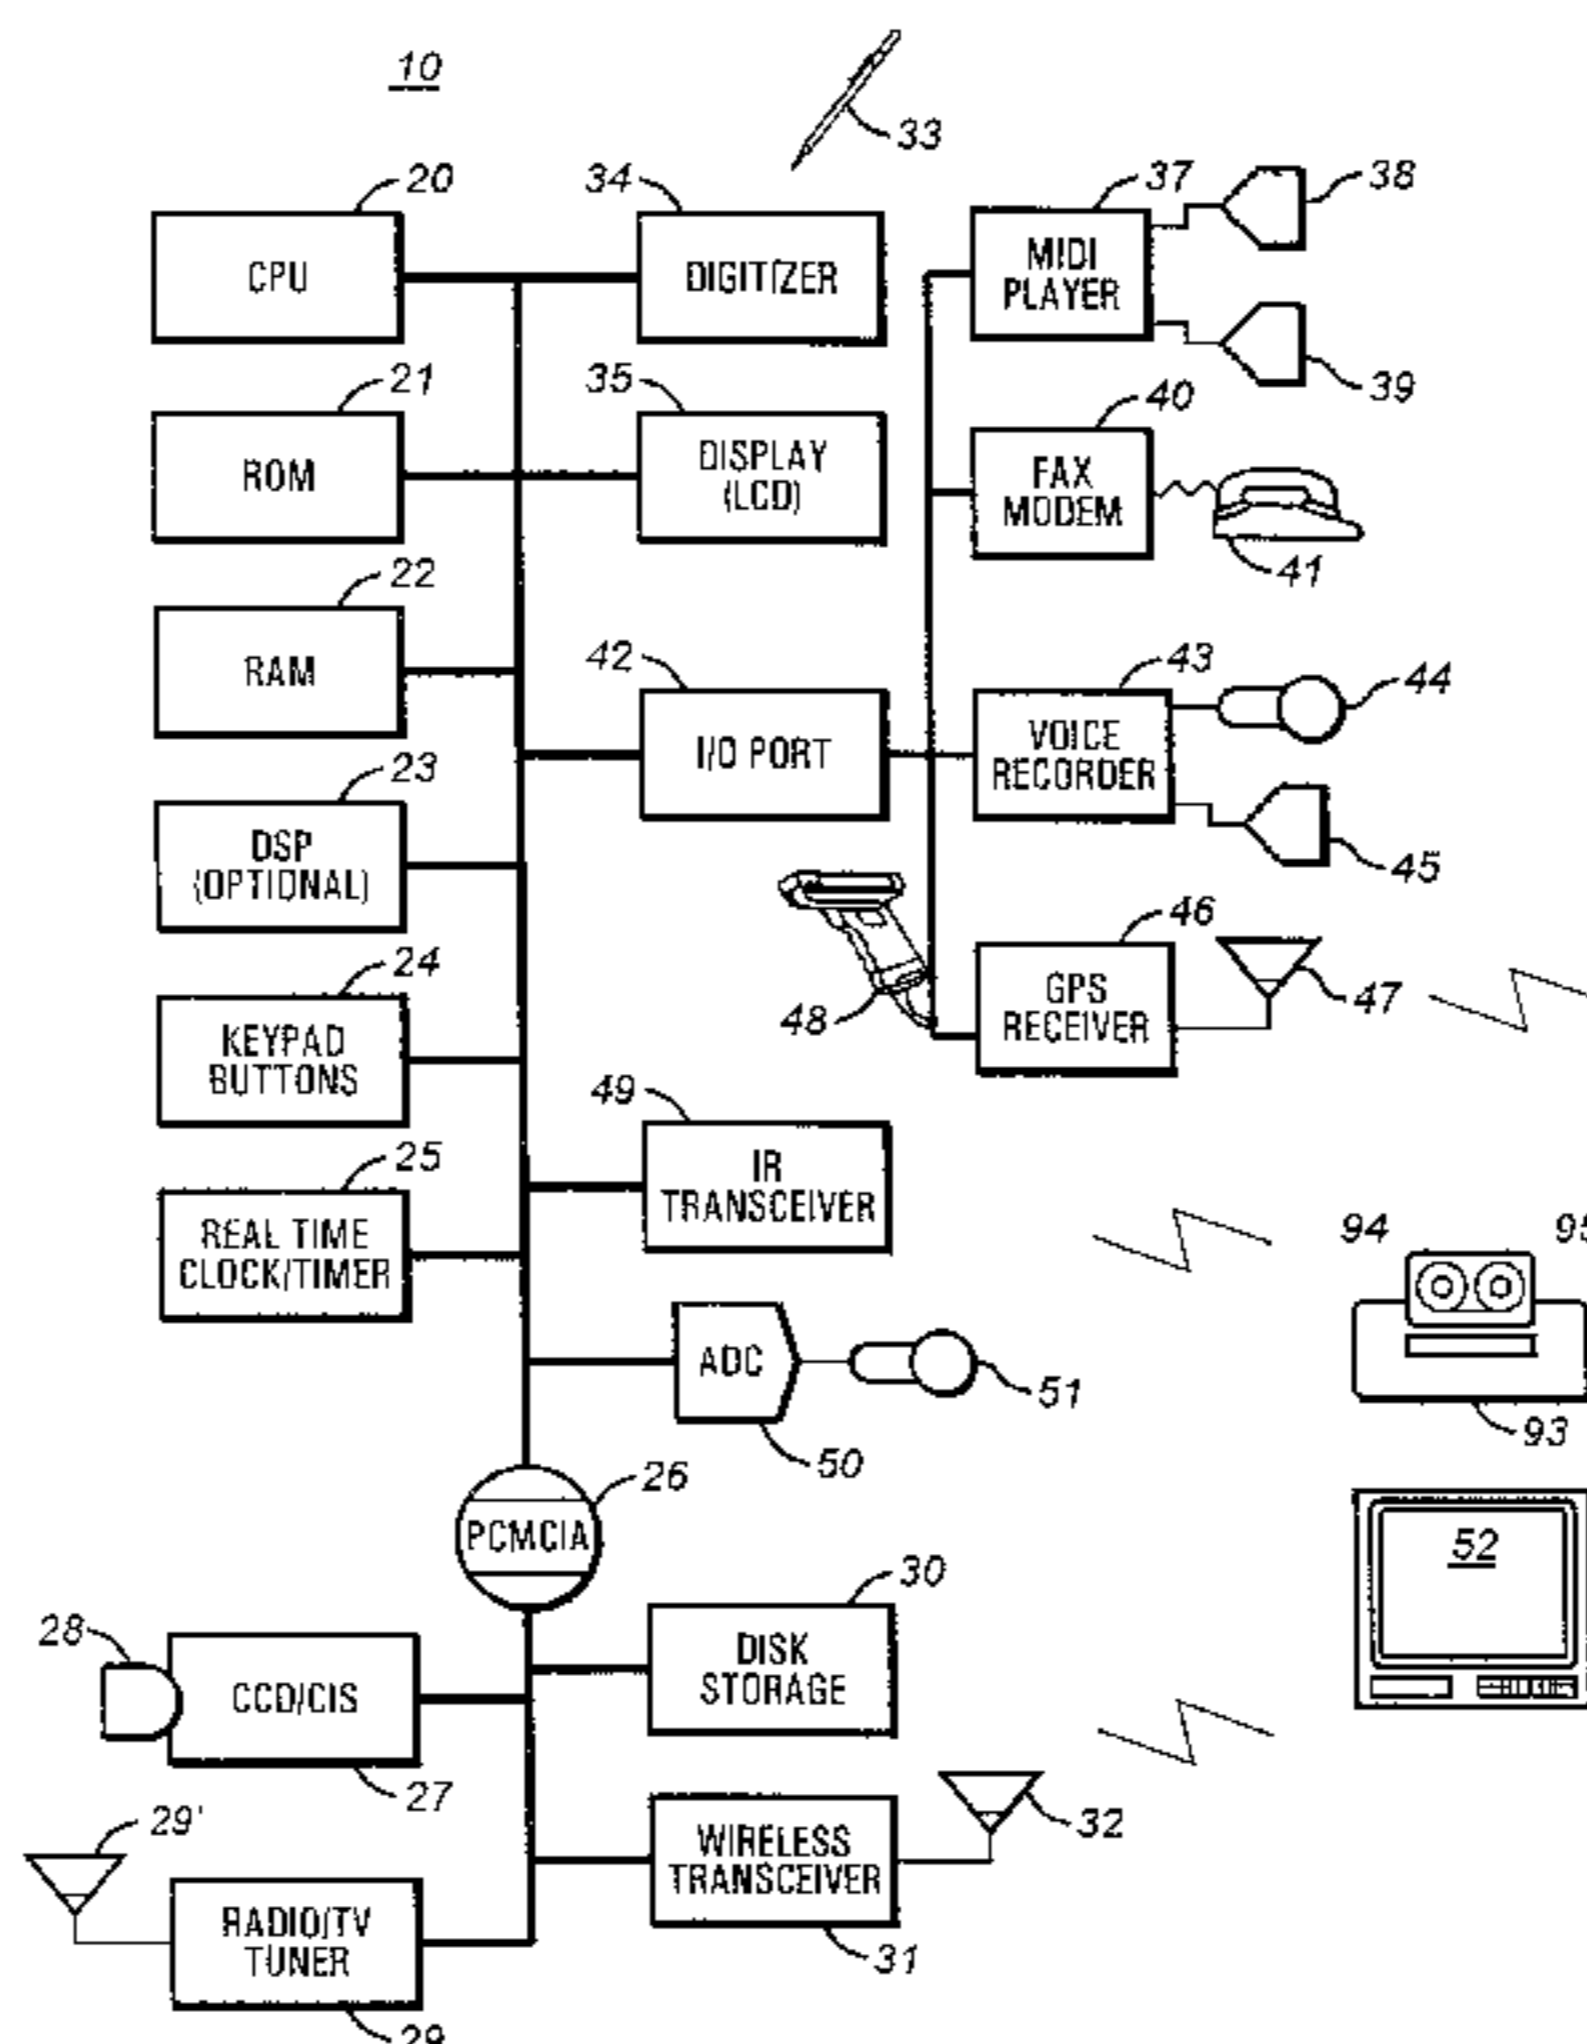 10
33
20
CPU
34
DIGITIZER
37
MIDI
PLAYER
38
39
21
ROM
35
DISPLAY
(LCD)
40
FAX
MODEM
41
22
RAM
42
I/O PORT
43
VOICE
RECORDER
44
45
23
DSP
(OPTIONAL)
46
GPS
RECEIVER
47
48
24
KEYPAD
BUTTONS
49
IR
TRANSCEIVER
25
REAL TIME
CLOCK/TIMER
94
95
93
ADC
51
50
26
PCMCIA
52
30
DISK
STORAGE
28
CCD/CIS
27
29'
WIRELESS
TRANSCEIVER
32
31
RADIO/TV
TUNER
29